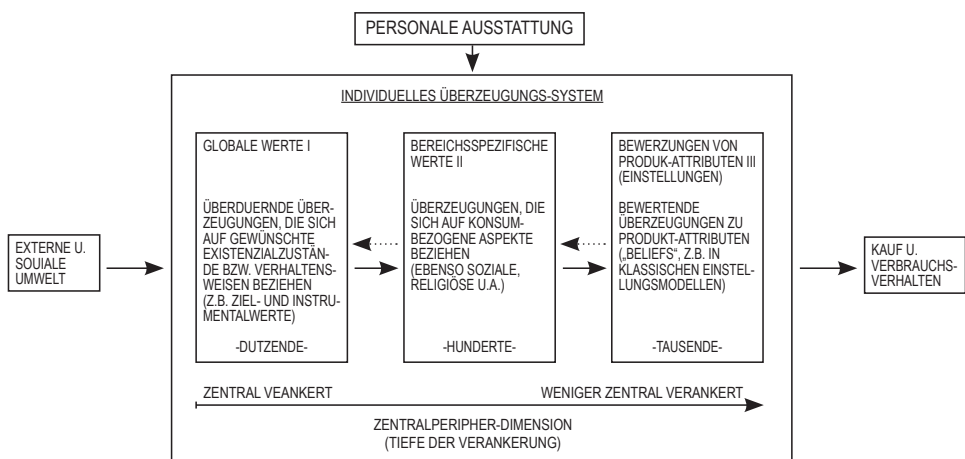 PERSONALE AUSSTATTUNG
INDIVIDUELLES ÜBERZEUGUNGS-SYSTEM
EXTERNE U.
SOUIALE
UMWELT
GLOBALE WERTE I
ÜBERDUERNDE ÜBER-
ZEUGUNGEN, DIE SICH
AUF GEWÜNSCHTE
EXISTENZIALZUSTÄN-
DE BZW. VERHALTENS-
WEISEN BEZIEHEN
(Z.B. ZIEL- UND INSTRU-
MENTALWERTE)
-DUTZENDE-
BEREICHSSPEZIFISCHE
WERTE II
ÜBERZEUGUNGEN, DIE
SICH AUF KONSUM-
BEZOGENE ASPEKTE
BEZIEHEN
(EBENSO SOZIALE,
RELIGIÖSE U.A.)
-HUNDERTE-
BEWERZUNGEN VON
PRODUK-ATTRIBUTEN III
(EINSTELLUNGEN)
BEWERTENDE
ÜBERZEUGUNGEN ZU
PRODUKT-ATTRIBUTEN
(„BELIEFS“, Z.B. IN
KLASSISCHEN EINSTEL-
LUNGSMODELLEN)
-TAUSENDE-
KAUF U.
VERBRAUCHS-
VERHALTEN
ZENTRAL VEANKERT
WENIGER ZENTRAL VERANKERT
ZENTRALPERIPHER-DIMENSION
(TIEFE DER VERANKERUNG)